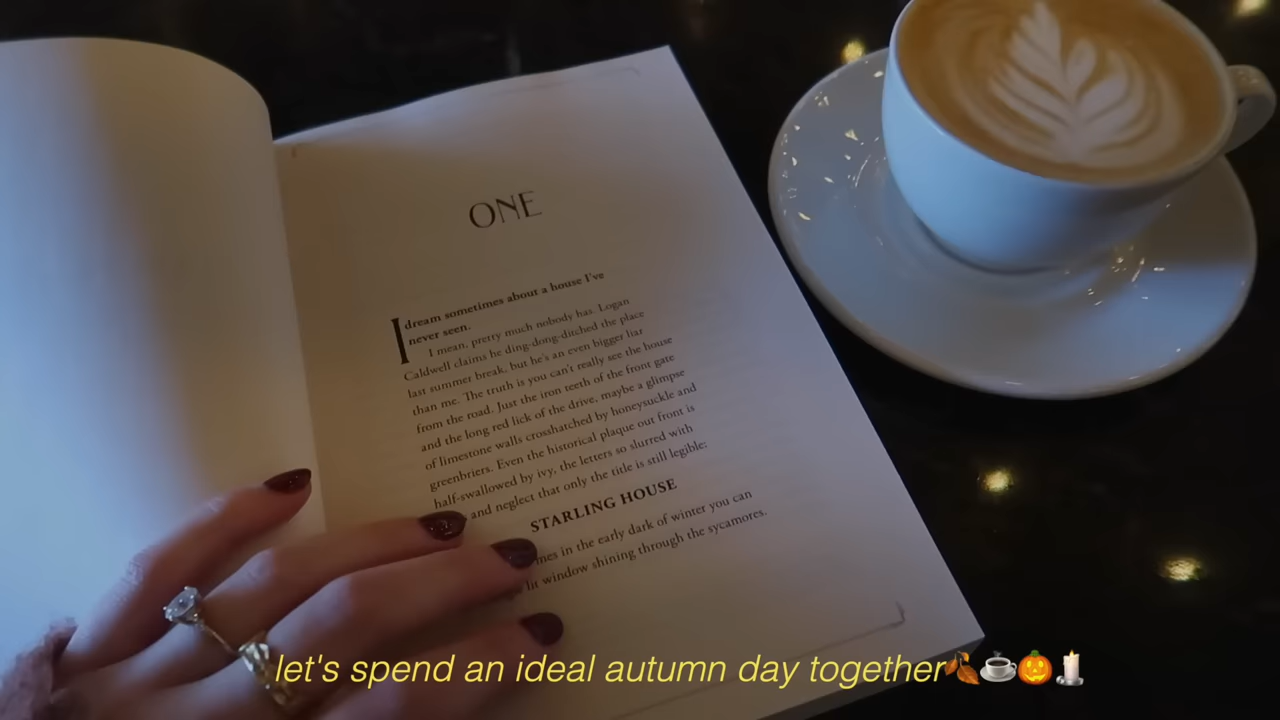 ONE
I dream sometimes about a house I've
never seen.
I mean, pretty much nobody has. Logan
Caldwell claims he ding-dong-ditched the place
last summer break, but he's an even bigger liar
than me. The truth is you can't really see the house
from the road. Just the iron teeth of the front gate
and the long red lick of the drive, maybe a glimpse
of limestone walls crosshatched by honeysuckle and
greenbriers. Even the historical plaque out front is
half-swallowed by ivy, the letters so slurred with
and neglect that only the title is still legible:
STARLING HOUSE
in the early dark of winter you can
lit window shining through the sycamores.
let's spend an ideal autumn day together🍂☕🎃🕯️